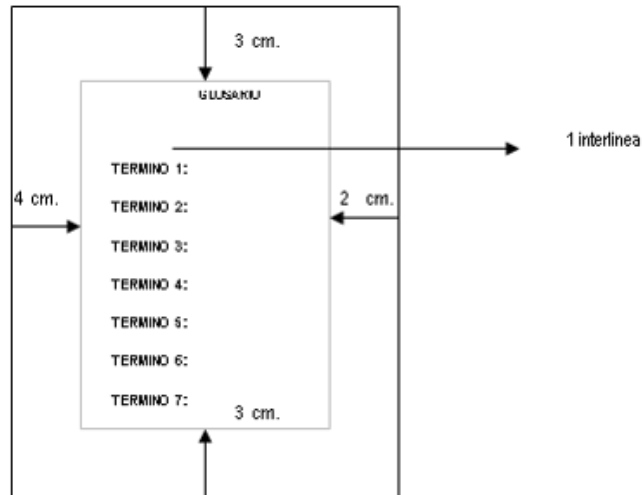 3 cm.
GLOSARIO
1 interlinea
TERMINO 1:
4 cm.
TERMINO 2:
2 cm.
TERMINO 3:
TERMINO 4:
TERMINO 5:
TERMINO 6:
TERMINO 7:
3 cm.